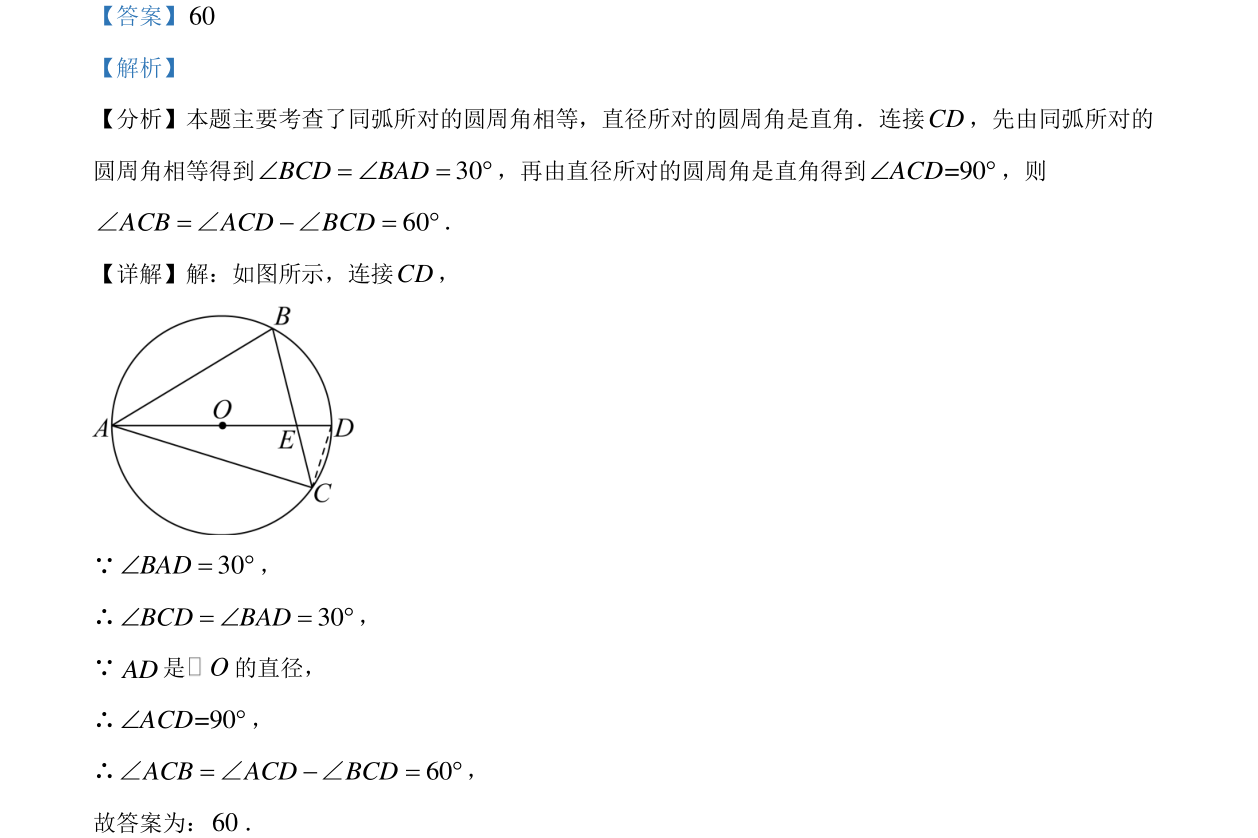 【答案】60
【解析】
【分析】本题主要考查了同弧所对的圆周角相等，直径所对的圆周角是直角．连接CD，先由同弧所对的
圆周角相等得到∠BCD = ∠BAD = 30°，再由直径所对的圆周角是直角得到∠ACD=90°，则
∠ACB = ∠ACD − ∠BCD = 60°．
【详解】解：如图所示，连接CD，
B
O
A
D
E
C
∵ ∠BAD = 30°，
∴ ∠BCD = ∠BAD = 30°，
∵ AD是□ O 的直径，
∴ ∠ACD=90°，
∴ ∠ACB = ∠ACD − ∠BCD = 60°，
故答案为：60．